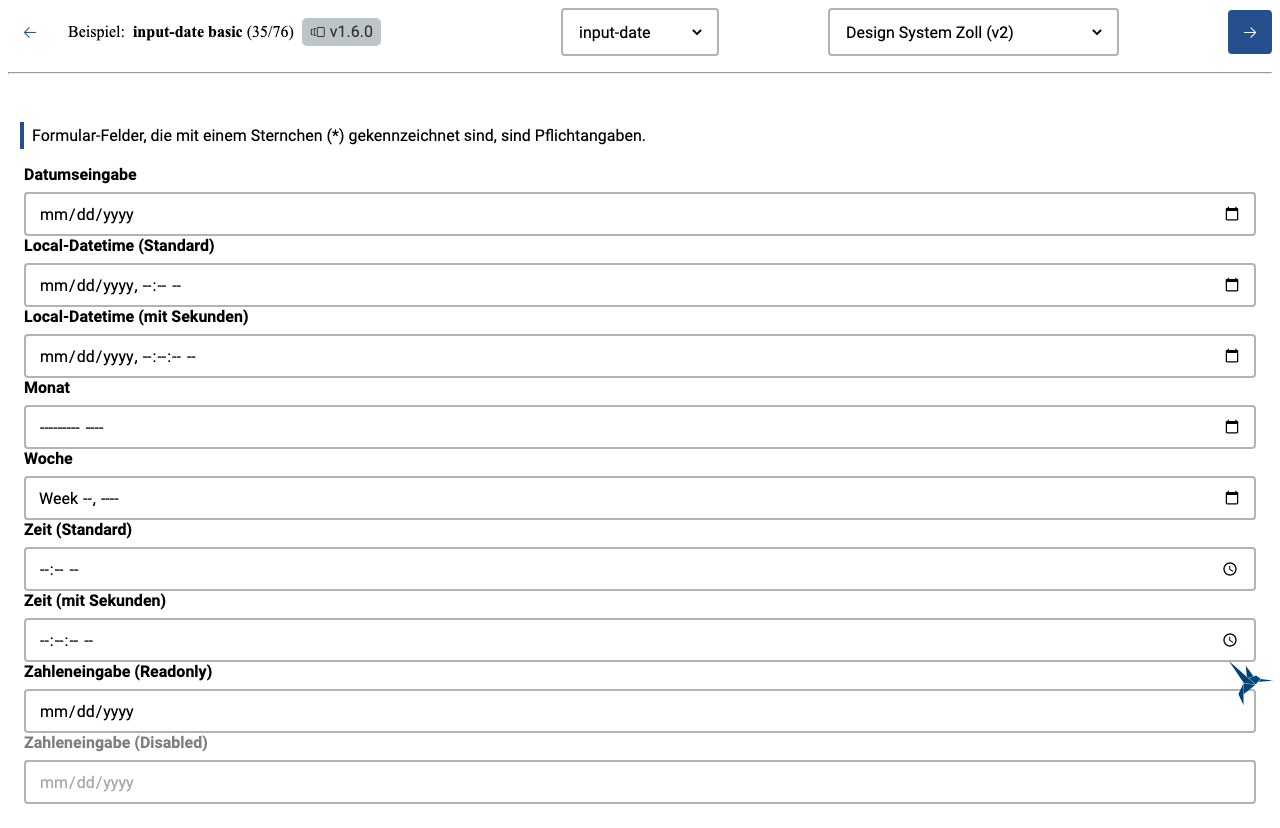 ← Beispiel: input-date basic (35/76) v1.6.0 input-date Design System Zoll (v2) →
Formular-Felder, die mit einem Sternchen (*) gekennzeichnet sind, sind Pflichtangaben.
Datumseingabe
mm/dd/yyyy
Local-Datetime (Standard)
mm/dd/yyyy, --:-- --
Local-Datetime (mit Sekunden)
mm/dd/yyyy, --:--:-- --
Monat
--------- ----
Woche
Week --, ----
Zeit (Standard)
--:-- --
Zeit (mit Sekunden)
--:--:-- --
Zahleneingabe (Readonly)
mm/dd/yyyy
Zahleneingabe (Disabled)
mm/dd/yyyy